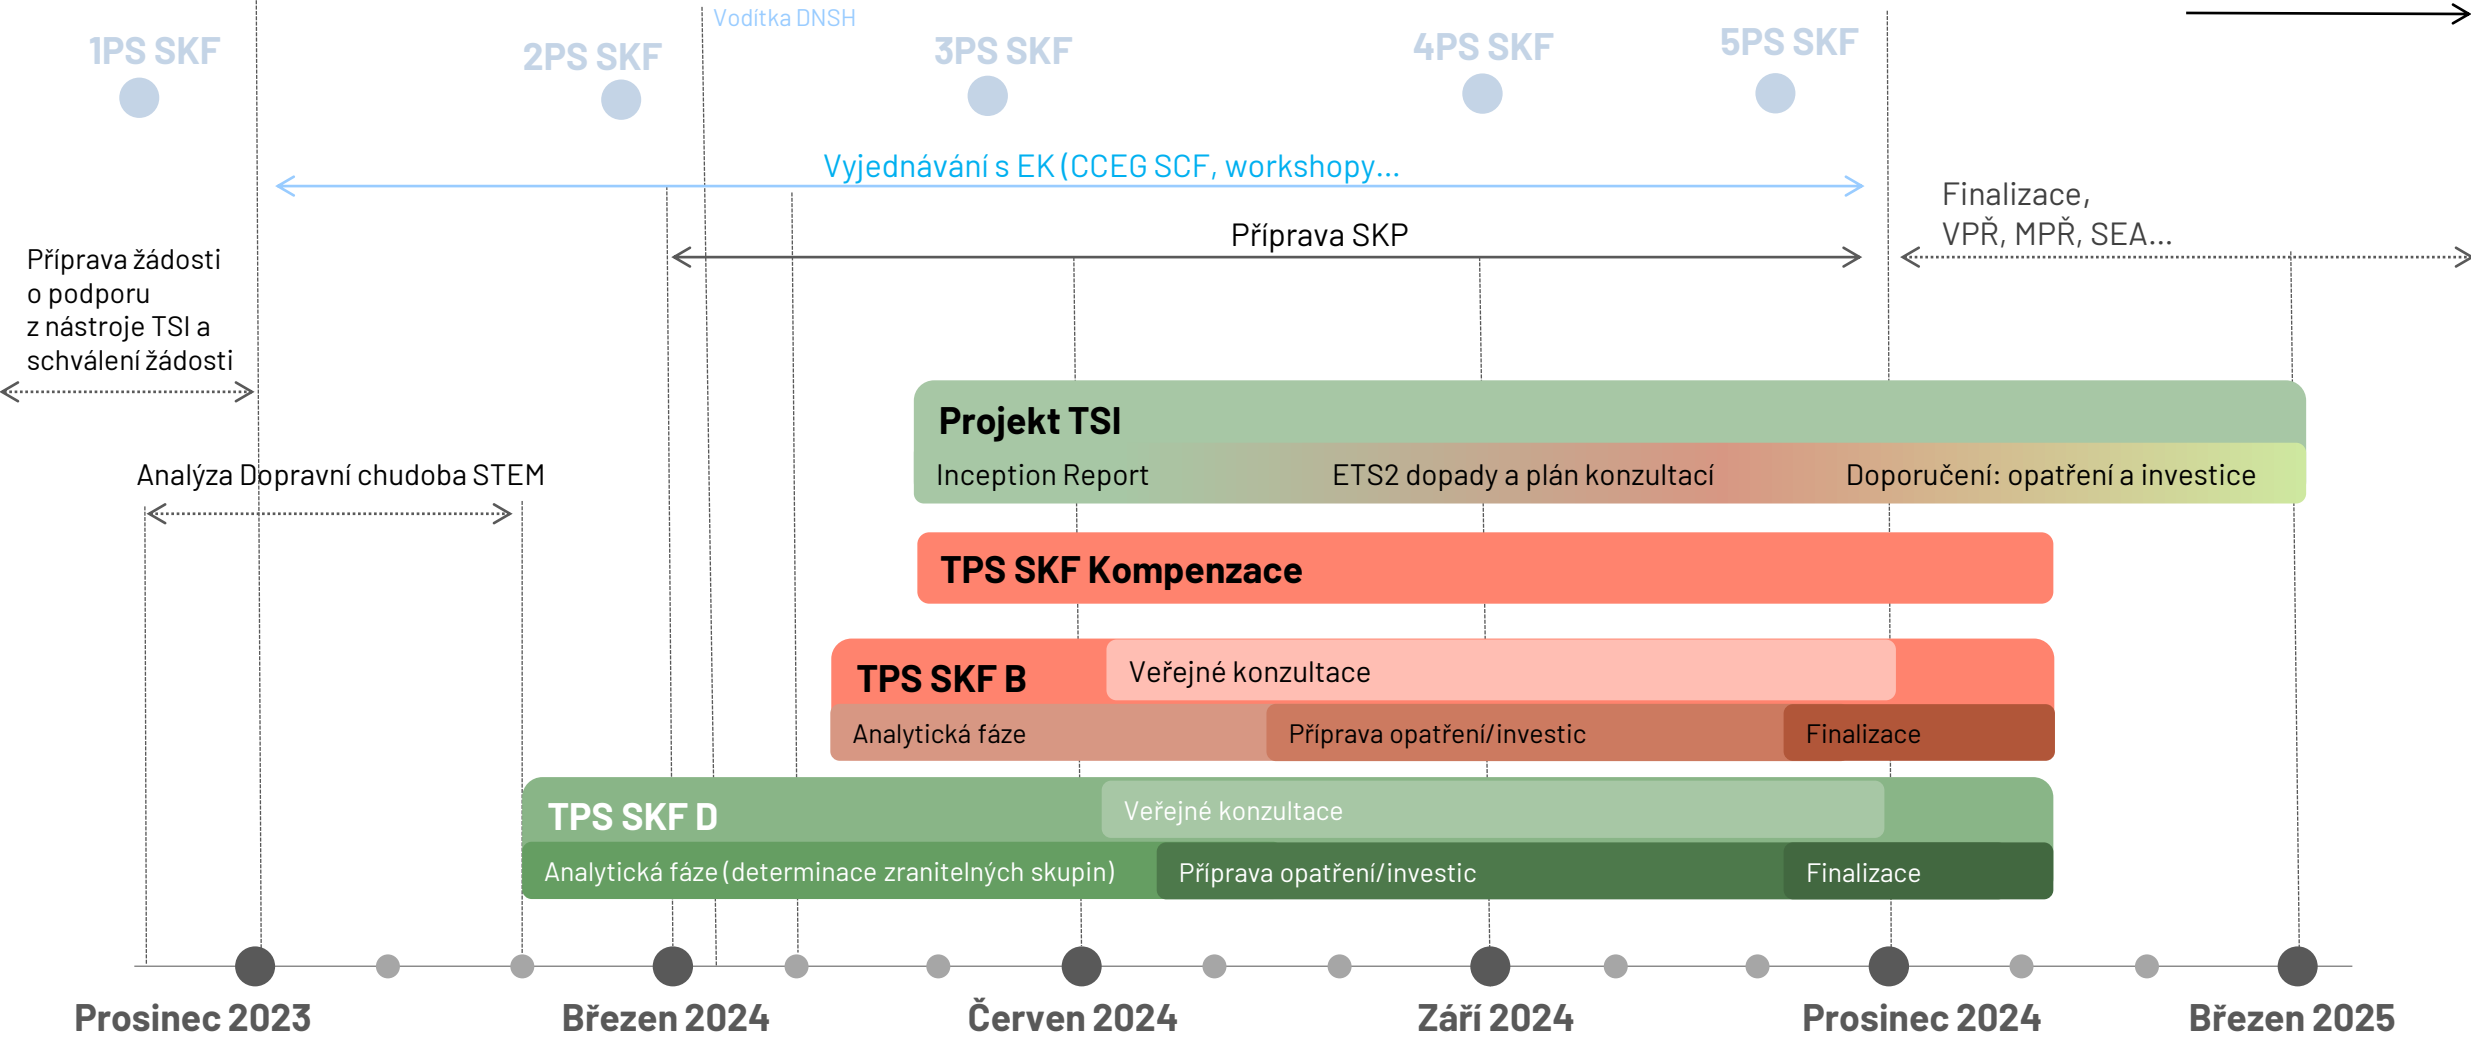 Vodítka DNSH
1PS SKF
2PS SKF
3PS SKF
4PS SKF
5PS SKF
Vyjednávání s EK (CCEG SCF, workshopy...
Finalizace,
VPŘ, MPŘ, SEA...
Příprava SKP
Příprava žádosti
o podporu
z nástroje TSI a
schválení žádosti
Projekt TSI
Analýza Dopravní chudoba STEM
Inception Report
ETS2 dopady a plán konzultací
Doporučení: opatření a investice
TPS SKF Kompenzace
TPS SKF B
Veřejné konzultace
Analytická fáze
Příprava opatření/investic
Finalizace
TPS SKF D
Veřejné konzultace
Analytická fáze (determinace zranitelných skupin)
Příprava opatření/investic
Finalizace
Prosinec 2023
Březen 2024
Červen 2024
Září 2024
Prosinec 2024
Březen 2025